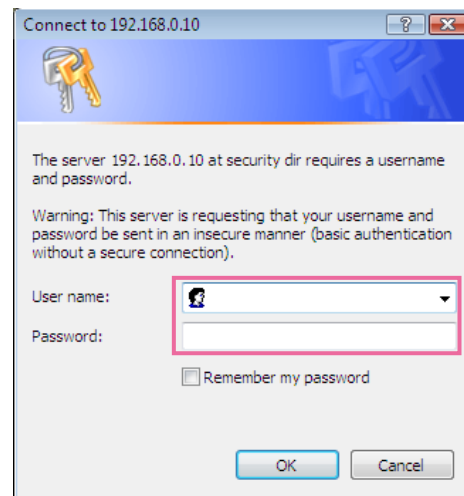 Connect to 192.168.0.10
The server 192.168.0.10 at security dir requires a username
and password.
Warning: This server is requesting that your username and
password be sent in an insecure manner (basic authentication
without a secure connection).
User name:
Password:
Remember my password
OK
Cancel